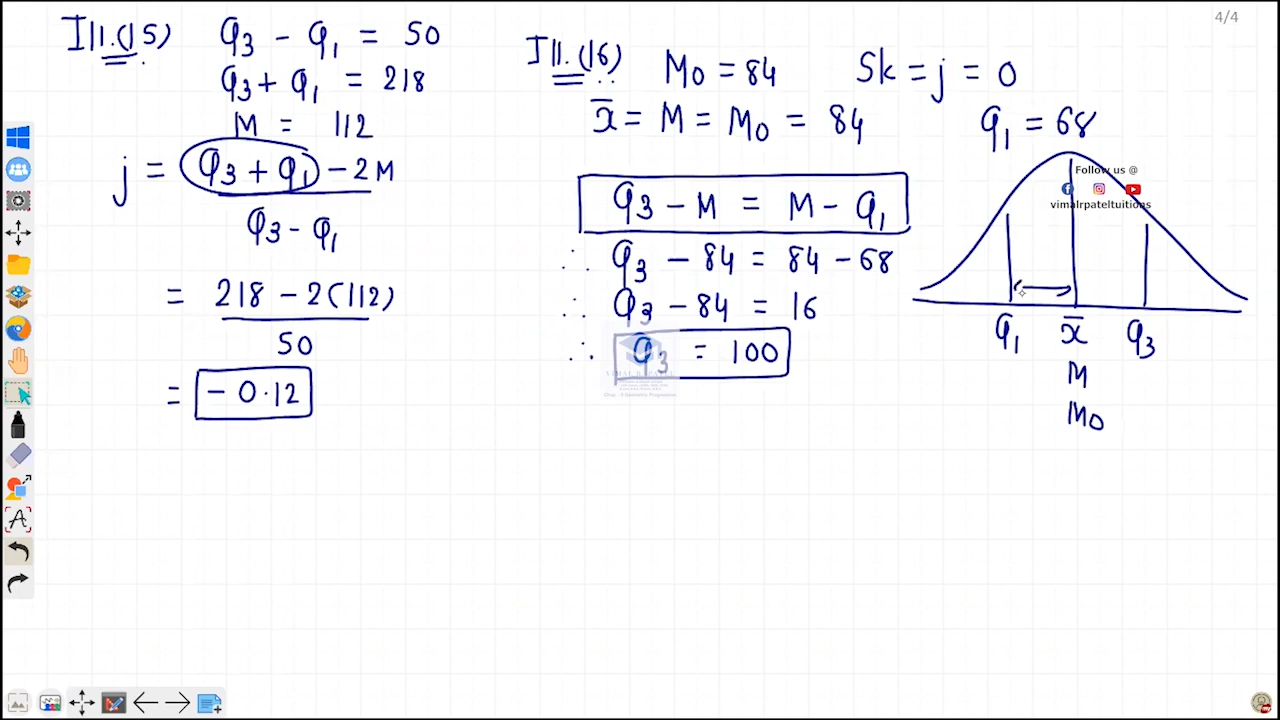 4/4
Ill.(15) Q3 - Q1 = 50
Q3 + Q1 = 218
M = 112
j = Q3 + Q1 - 2M
Q3 - Q1
= 218 - 2(112)
50
= - 0.12
Ill.(16) Mo = 84 Sk = j = 0
x̄ = M = Mo = 84 Q1 = 68
Q3 - M = M - Q1
∴ Q3 - 84 = 84 - 68
∴ Q3 - 84 = 16
∴ Q3 = 100
Follow us @
vimalrpateltuitions
Q1 x̄ Q3
M
Mo